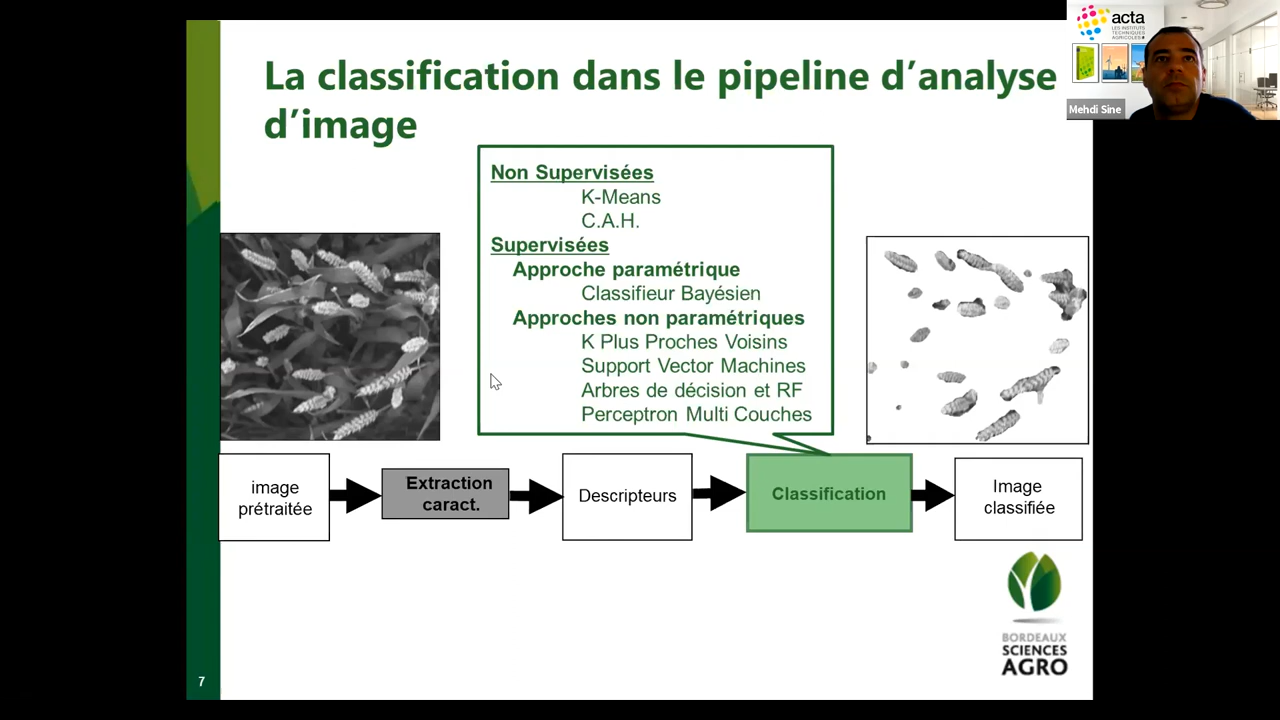 La classification dans le pipeline d’analyse
d’image
acta
LES INSTITUTS
TECHNIQUES
AGRICOLES
Mehdi Sine
Non Supervisées
K-Means
C.A.H.
Supervisées
Approche paramétrique
Classifieur Bayésien
Approches non paramétriques
K Plus Proches Voisins
Support Vector Machines
Arbres de décision et RF
Perceptron Multi Couches
image
prétraitée
Extraction
caract.
Descripteurs
Classification
Image
classifiée
BORDEAUX
SCIENCES
AGRO
7